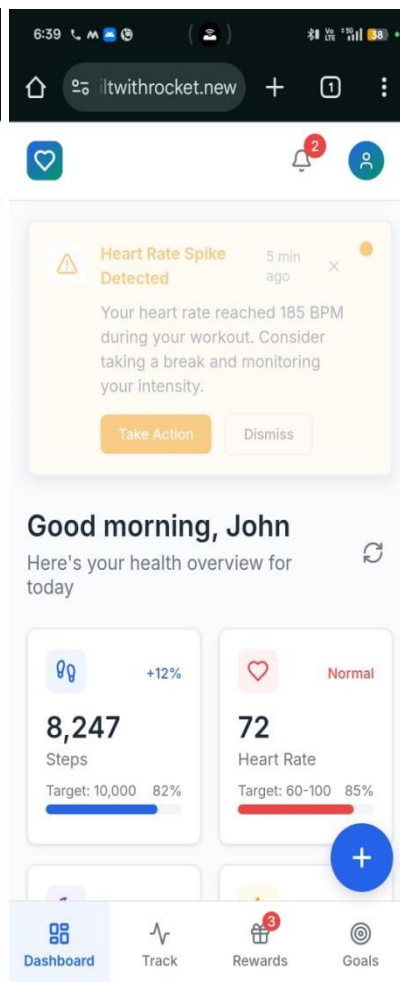 6:39
Vo
LTE
38
iltwithrocket.new
1
2
Heart Rate Spike
Detected
5 min
ago
Your heart rate reached 185 BPM
during your workout. Consider
taking a break and monitoring
your intensity.
Take Action
Dismiss
Good morning, John
Here's your health overview for
today
+12%
8,247
Steps
Target: 10,000 82%
Normal
72
Heart Rate
Target: 60-100 85%
+
Dashboard
Track
3
Rewards
Goals